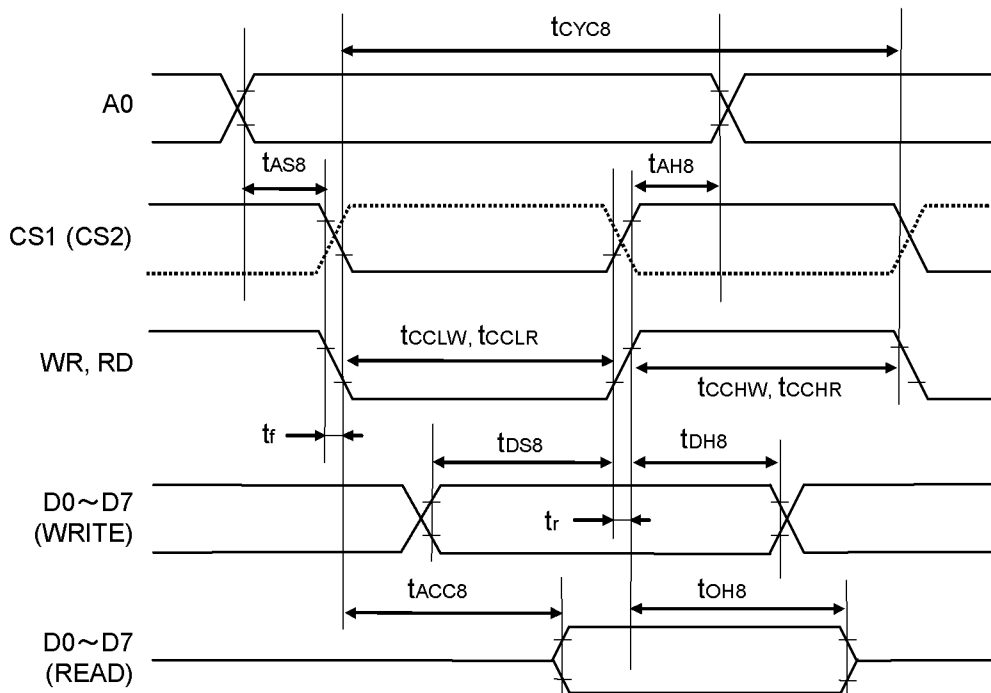 tCYC8
A0
tAS8
tAH8
CS1 (CS2)
tCCLW, tCCLR
WR, RD
tCCHW, tCCHR
tf
tDS8
tDH8
D0～D7
(WRITE)
tr
tACC8
tOH8
D0～D7
(READ)